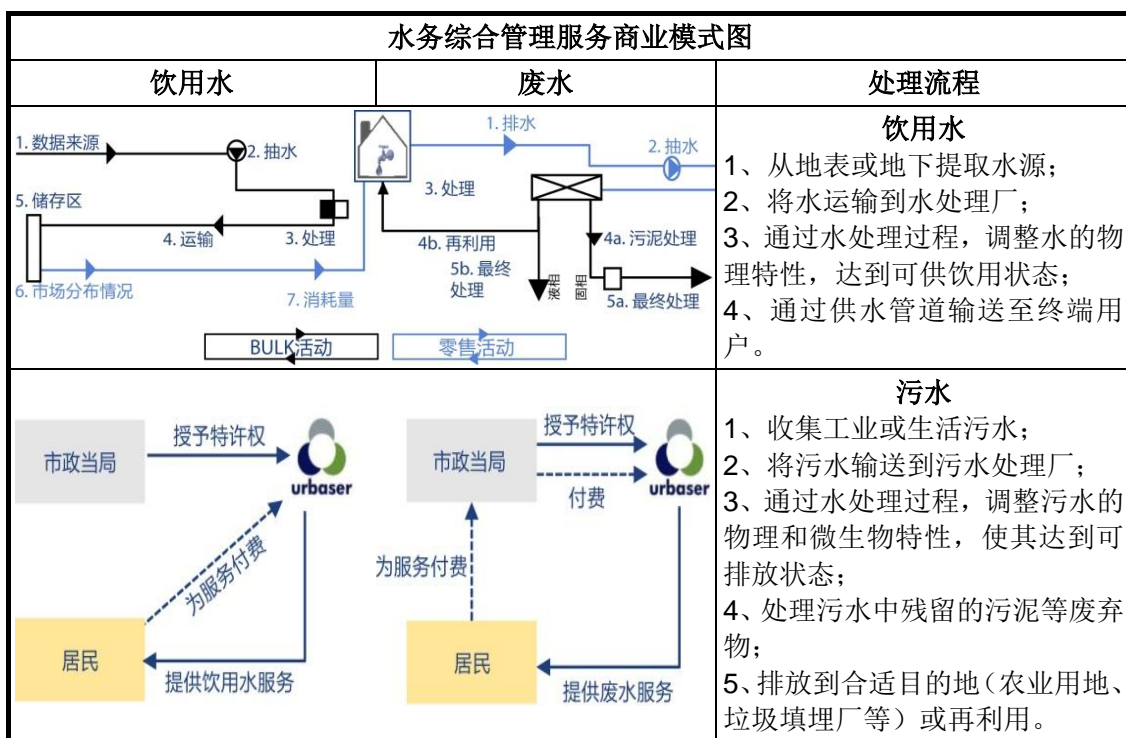 水务综合管理服务商业模式图
饮用水
废水
处理流程
1. 数据来源
2. 抽水
5. 储存区
4. 运输
3. 处理
6. 市场分布情况
7. 消耗量
1. 排水
2. 抽水
3. 处理
4b. 再利用
4a. 污泥处理
5b. 最终
处理
液相
固相
5a. 最终处理
BULK活动
零售活动
饮用水
1、从地表或地下提取水源；
2、将水运输到水处理厂；
3、通过水处理过程，调整水的物
理特性，达到可供饮用状态；
4、通过供水管道输送至终端用
户。
市政当局
授予特许权
urbaser
为服务付费
居民
提供饮用水服务
市政当局
授予特许权
付费
urbaser
为服务付费
居民
提供废水服务
污水
1、收集工业或生活污水；
2、将污水输送到污水处理厂；
3、通过水处理过程，调整污水的
物理和微生物特性，使其达到可
排放状态；
4、处理污水中残留的污泥等废弃
物；
5、排放到合适目的地（农业用地、
垃圾填埋厂等）或再利用。